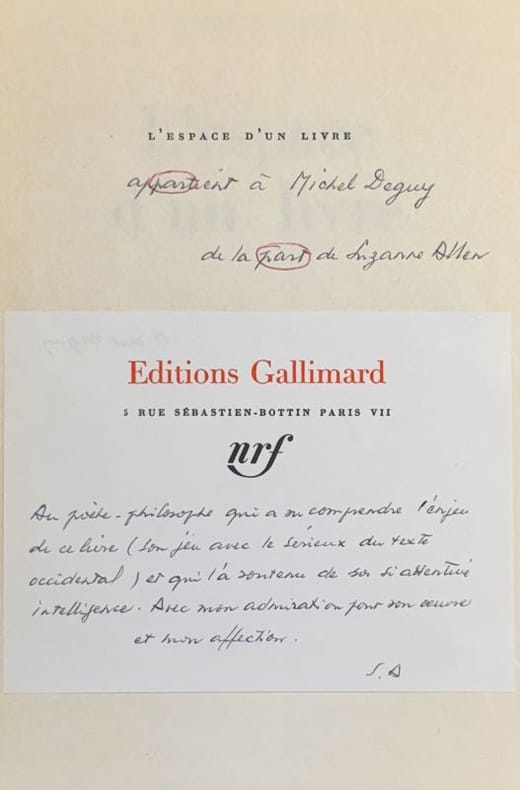 L'ESPACE D'UN LIVRE
appartient à Michel Deguy
de la part de Suzanne Allen
Editions Gallimard
5 RUE SÉBASTIEN-BOTTIN PARIS VII
nrf
Au poète-philosophe qui a su comprendre l'enjeu
de ce livre (son jeu avec le sérieux du texte
occidental) et qui l'a soutenu de son si attentive
intelligence. Avec mon admiration pour son œuvre
et mon affection.
S. A